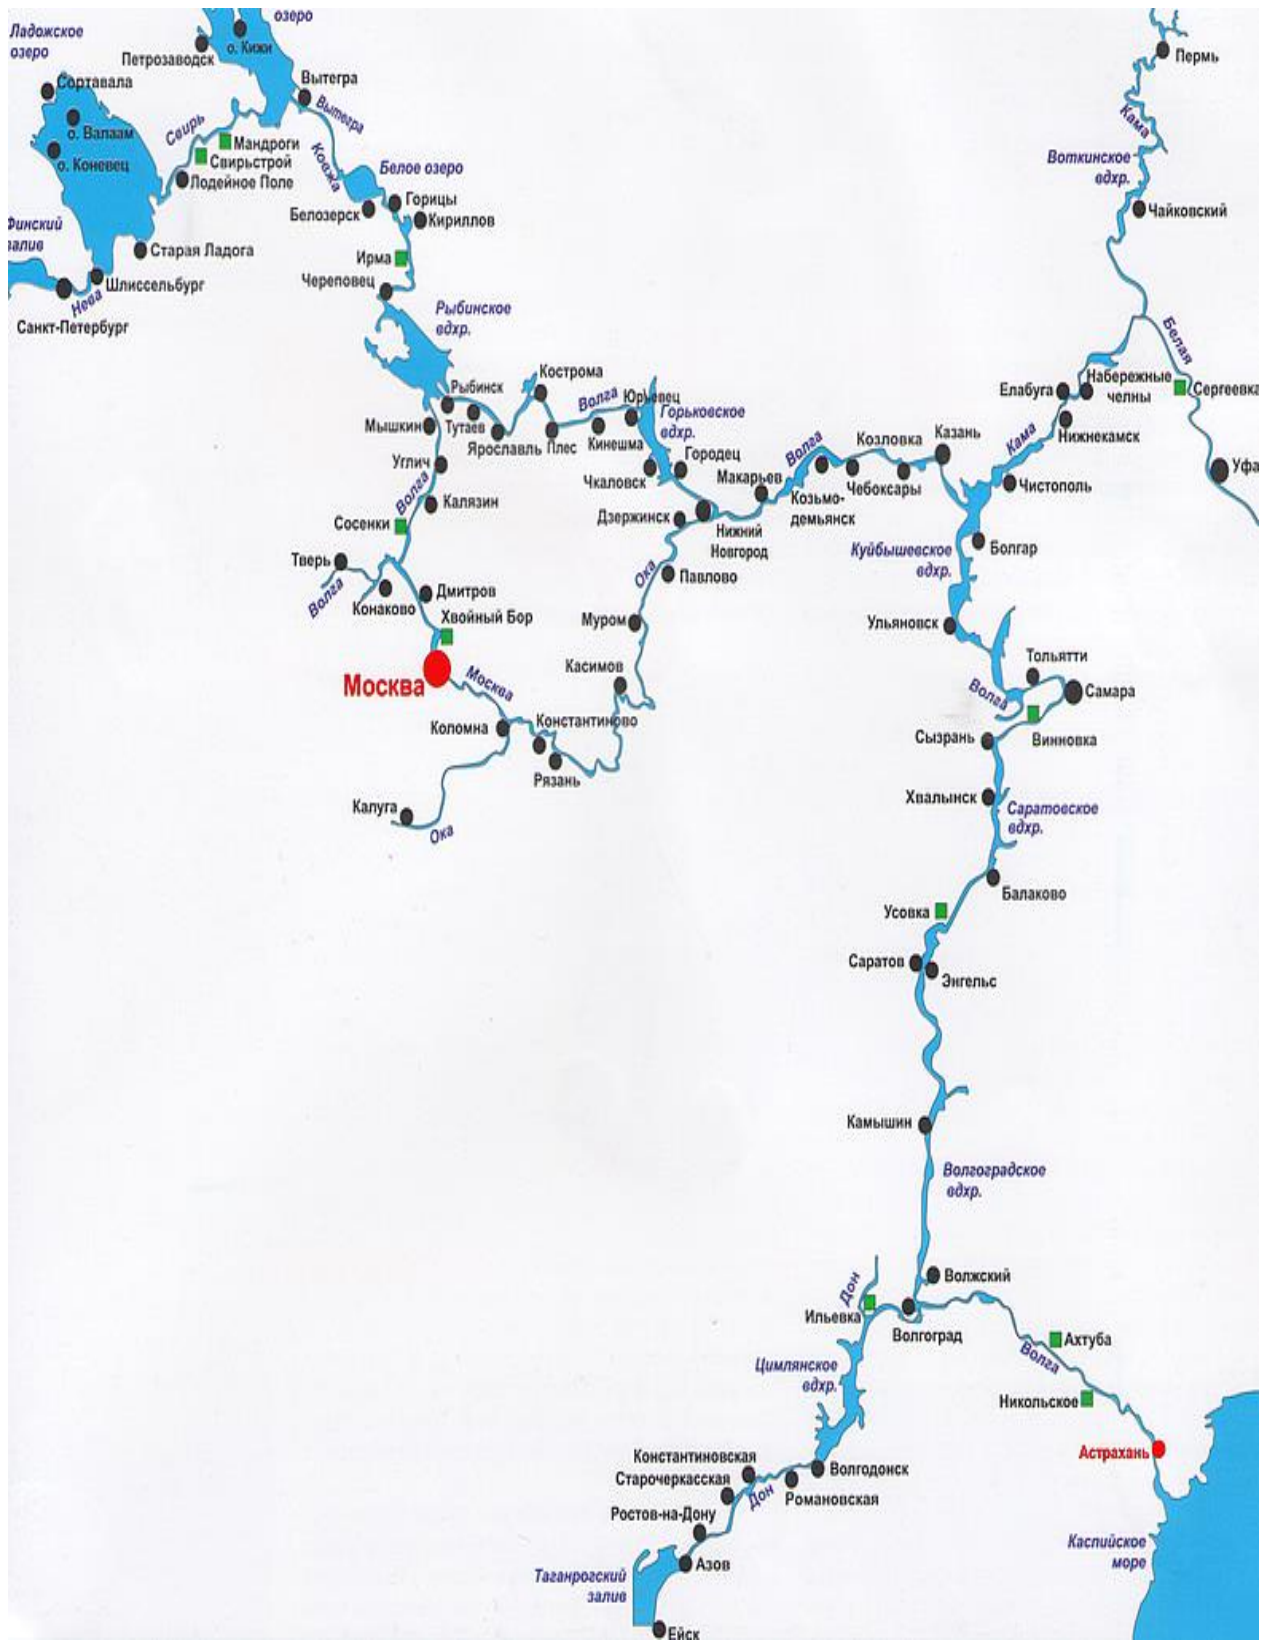 озеро
Ладожское
озеро
о. Кижи
Петрозаводск
Пермь
Сортавала
Вытегра
Вытегра
Кама
о. Валаам
Свирь
Мандроги
о. Коневец
Свирьстрой
Ковжа
Белое озеро
Воткинское
вдхр.
Лодейное Поле
Горицы
Белозерск
Кириллов
Чайковский
Финский
залив
Старая Ладога
Ирма
Шлиссельбург
Череповец
Нева
Санкт-Петербург
Рыбинское
вдхр.
Белая
Кострома
Рыбинск
Волга
Юрьевец
Елабуга
Набережные
челны
Сергеевка
Горьковское
вдхр.
Мышкин
Тутаев
Ярославль
Плес
Кинешма
Волга
Козловка
Казань
Кама
Нижнекамск
Углич
Городец
Чкаловск
Макарьев
Чебоксары
Уфа
Волга
Калязин
Козьмо-
демьянск
Чистополь
Сосенки
Дзержинск
Нижний
Новгород
Куйбышевское
вдхр.
Болгар
Тверь
Волга
Конаково
Дмитров
Ока
Павлово
Хвойный Бор
Муром
Ульяновск
Москва
Москва
Касимов
Тольятти
Волга
Самара
Коломна
Константиново
Сызрань
Винновка
Рязань
Калуга
Ока
Хвалынск
Саратовское
вдхр.
Балаково
Усовка
Саратов
Энгельс
Камышин
Волгоградское
вдхр.
Волжский
Дон
Ильевка
Волгоград
Ахтуба
Волга
Цимлянское
вдхр.
Никольское
Астрахань
Константиновская
Волгодонск
Старочеркасская
Дон
Романовская
Ростов-на-Дону
Каспийское
море
Азов
Таганрогский
залив
Ейск